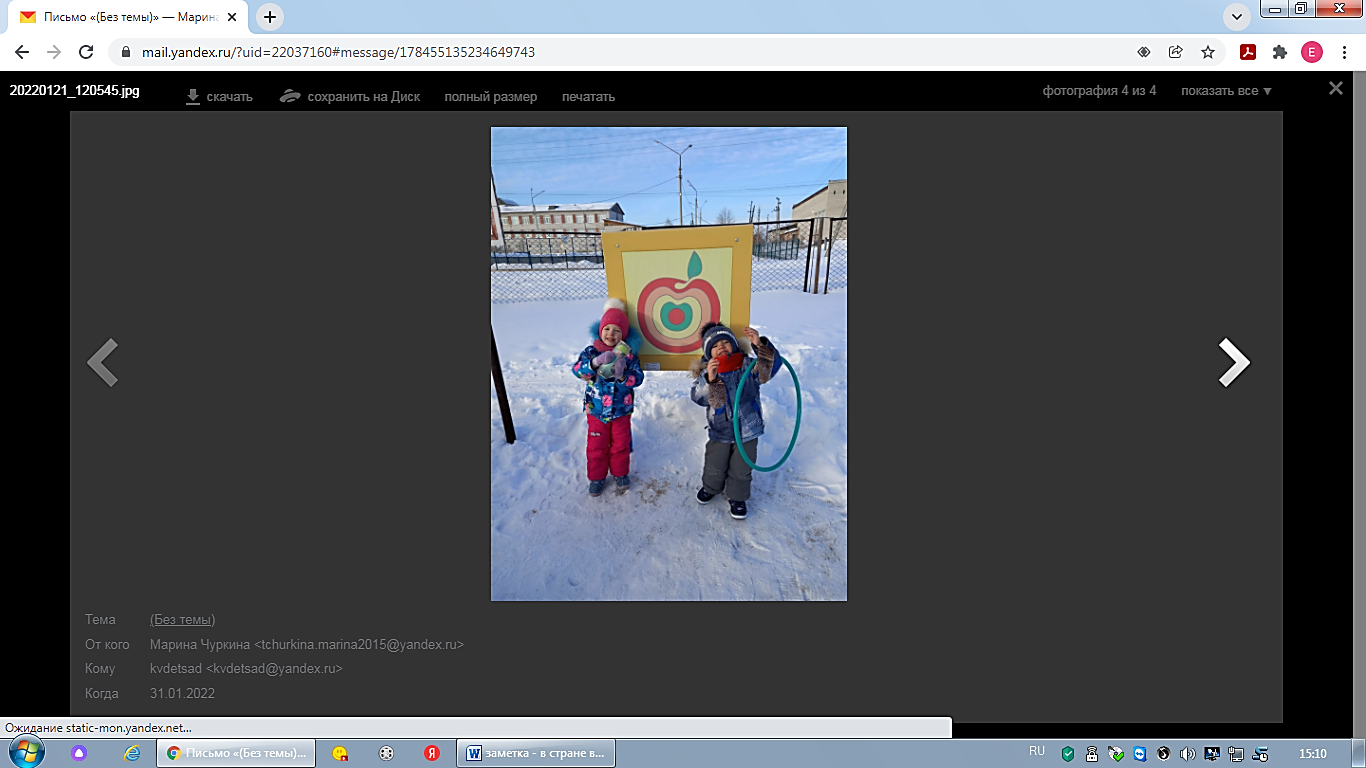 Письмо «(Без темы)» — Марина
mail.yandex.ru/?uid=22037160#message/178455135234649743
E
20220121_120545.jpg
скачать
сохранить на Диск
полный размер
печатать
фотография 4 из 4
показать все
Тема (Без темы)
От кого Марина Чуркина <tchurkina.marina2015@yandex.ru>
Кому kvdetsad <kvdetsad@yandex.ru>
Когда 31.01.2022
Ожидание static-mon.yandex.net...
Письмо «(Без темы)...
Я
заметка - в стране в...
RU
15:10